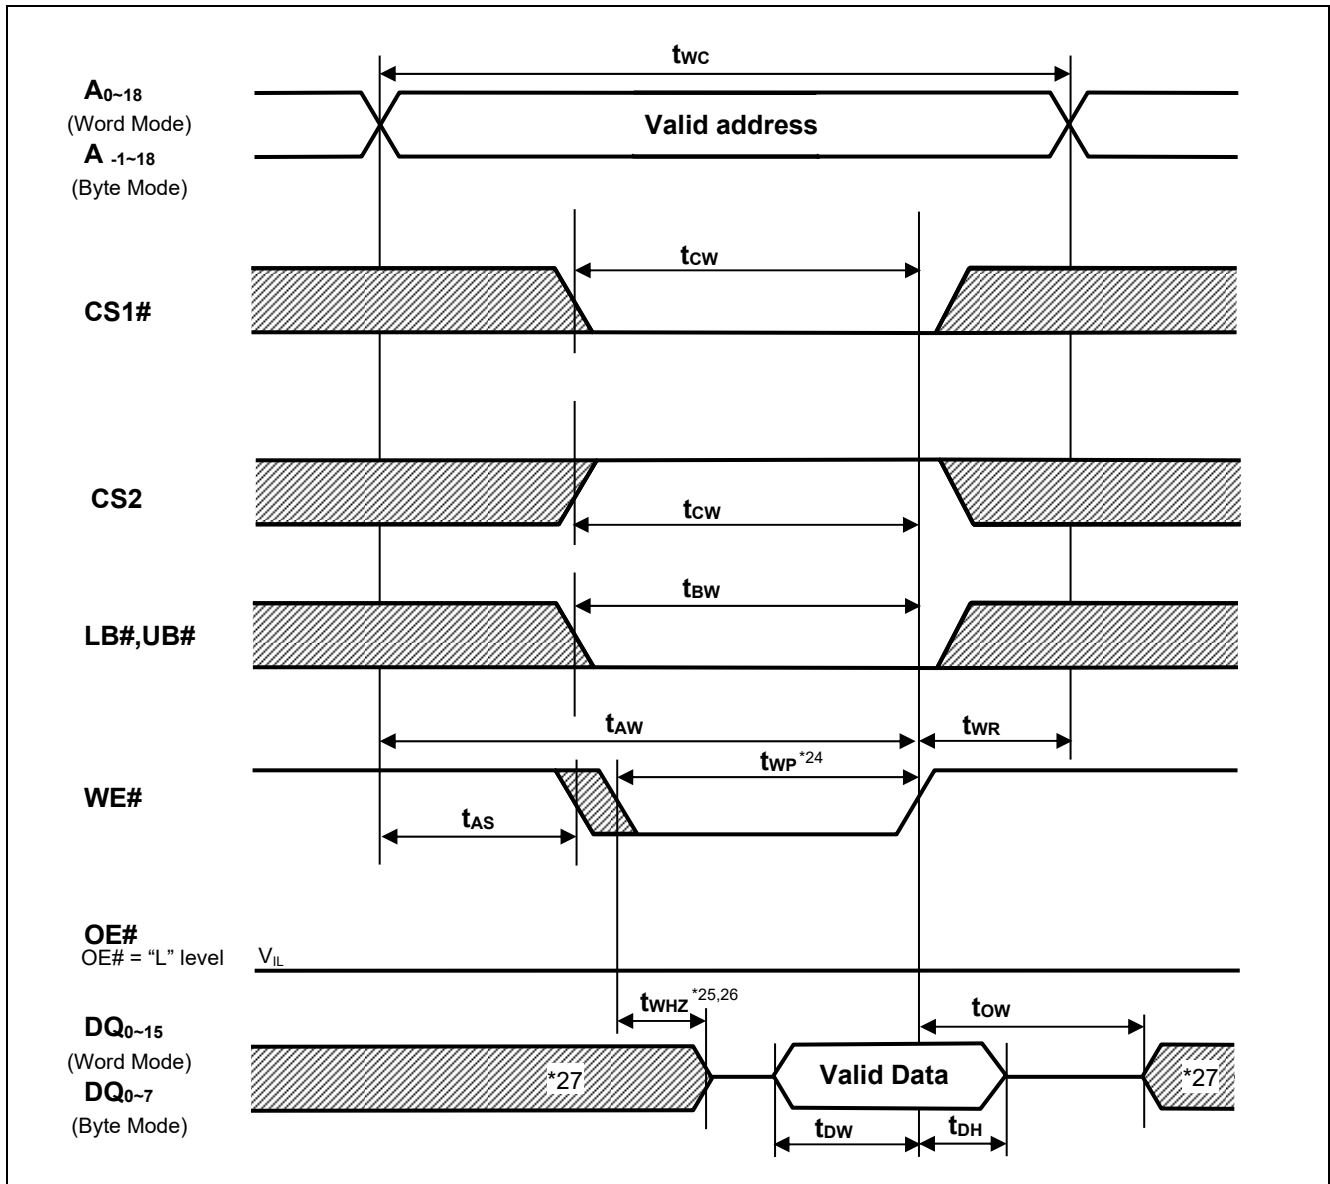 tWC
A0~18
(Word Mode)
A -1~18
(Byte Mode)
Valid address
tCW
CS1#
CS2
tCW
tBW
LB#,UB#
tAW
tWR
tWP *24
WE#
tAS
OE#
OE# = “L” level
VIL
tWHZ *25,26
tOW
DQ0~15
(Word Mode)
DQ0~7
(Byte Mode)
*27
Valid Data
*27
tDW
tDH